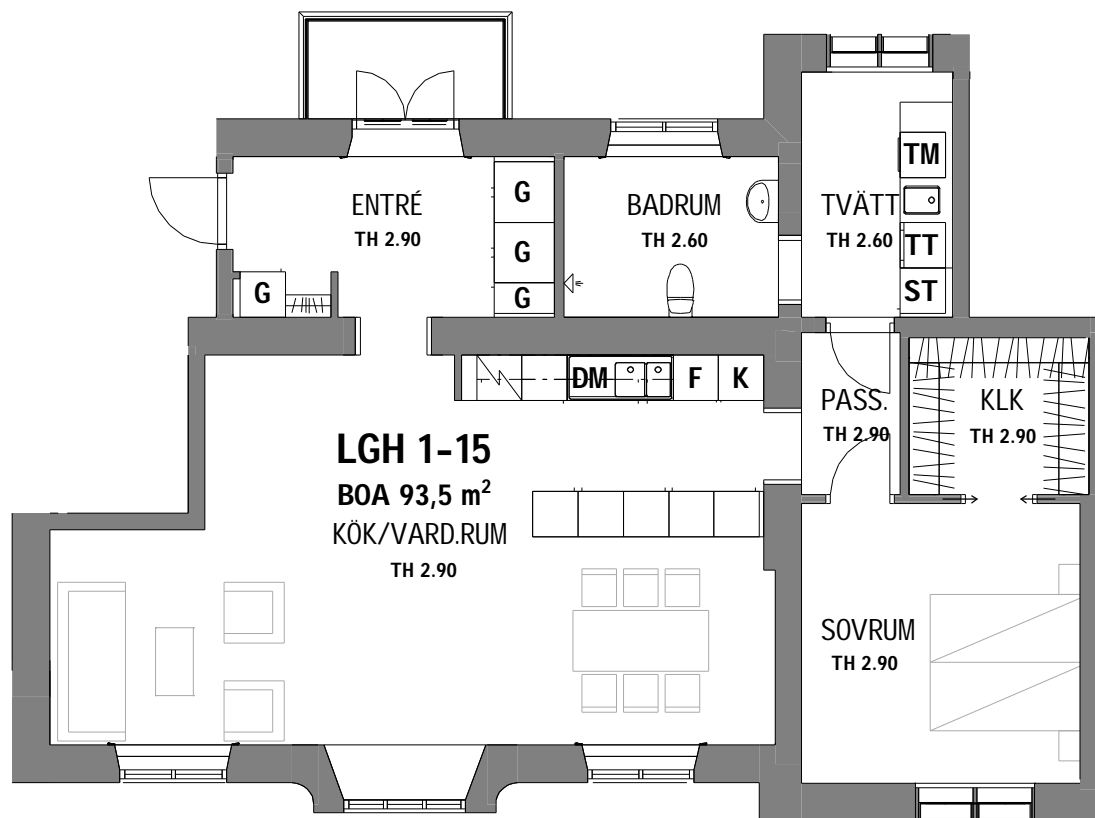 ENTRÉ
TH 2.90
G
G
G
G
BADRUM
TH 2.60
TVÄTT
TH 2.60
TM
TT
ST
DM
F
K
PASS.
TH 2.90
KLK
TH 2.90
LGH 1-15
BOA 93,5 m²
KÖK/VARD.RUM
TH 2.90
SOVRUM
TH 2.90